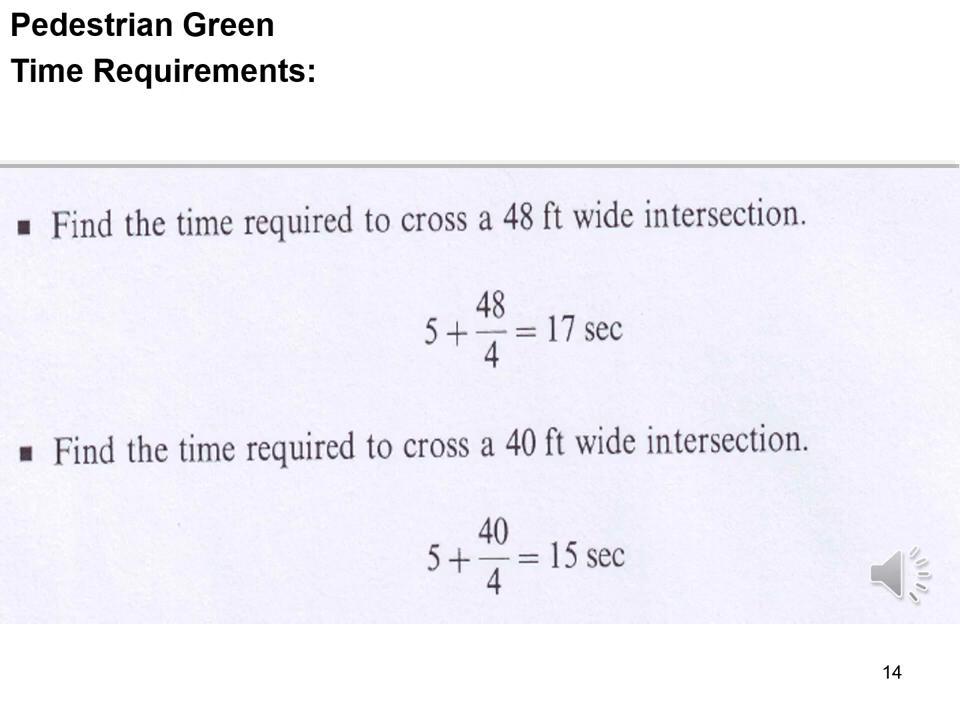 Pedestrian Green
Time Requirements:
▪ Find the time required to cross a 48 ft wide intersection.
5 + 48/4 = 17 sec
▪ Find the time required to cross a 40 ft wide intersection.
5 + 40/4 = 15 sec
14